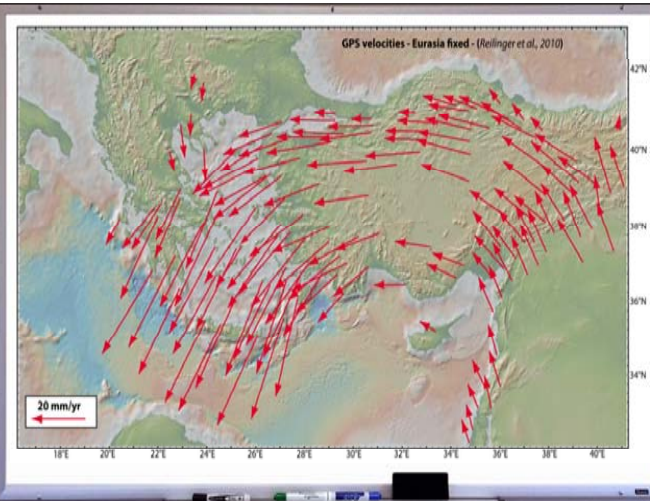 GPS velocities - Eurasia fixed - (Reilinger et al., 2010)
42°N
40°N
38°N
36°N
34°N
20 mm/yr
18°E 20°E 22°E 24°E 26°E 28°E 30°E 32°E 34°E 36°E 38°E 40°E